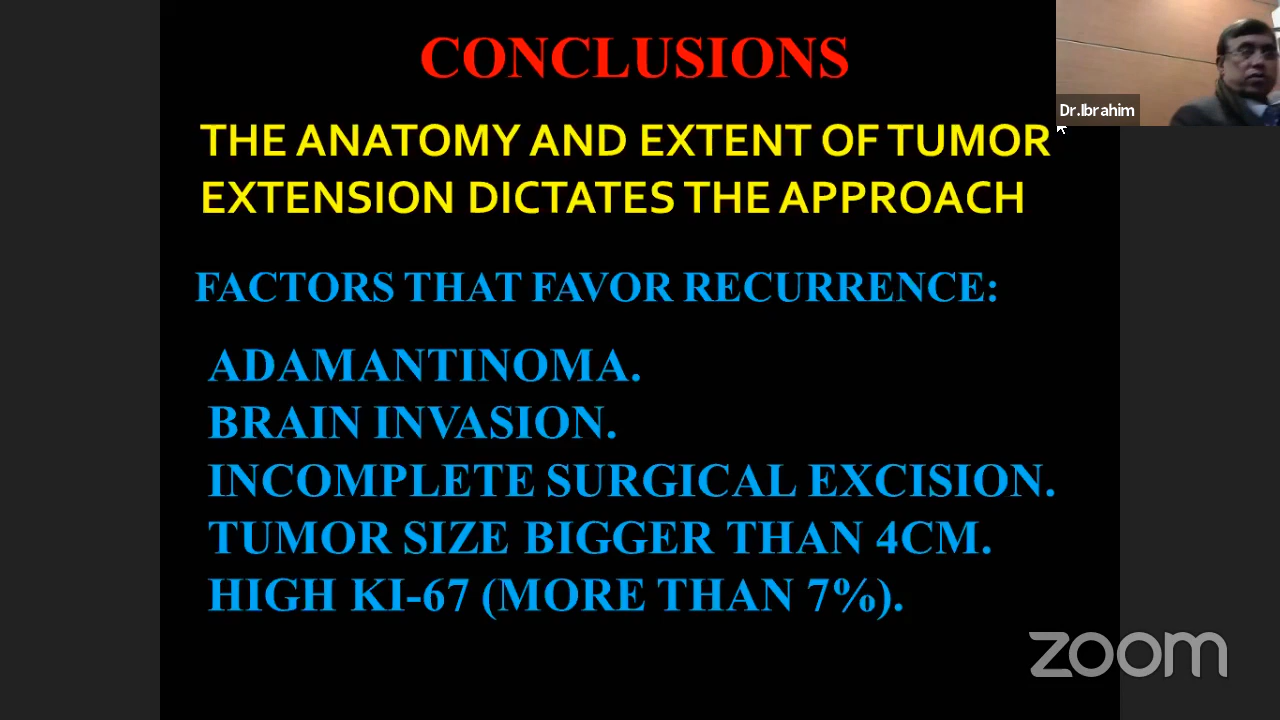 CONCLUSIONS
Dr.Ibrahim
THE ANATOMY AND EXTENT OF TUMOR
EXTENSION DICTATES THE APPROACH
FACTORS THAT FAVOR RECURRENCE:
ADAMANTINOMA.
BRAIN INVASION.
INCOMPLETE SURGICAL EXCISION.
TUMOR SIZE BIGGER THAN 4CM.
HIGH KI-67 (MORE THAN 7%).
zoom